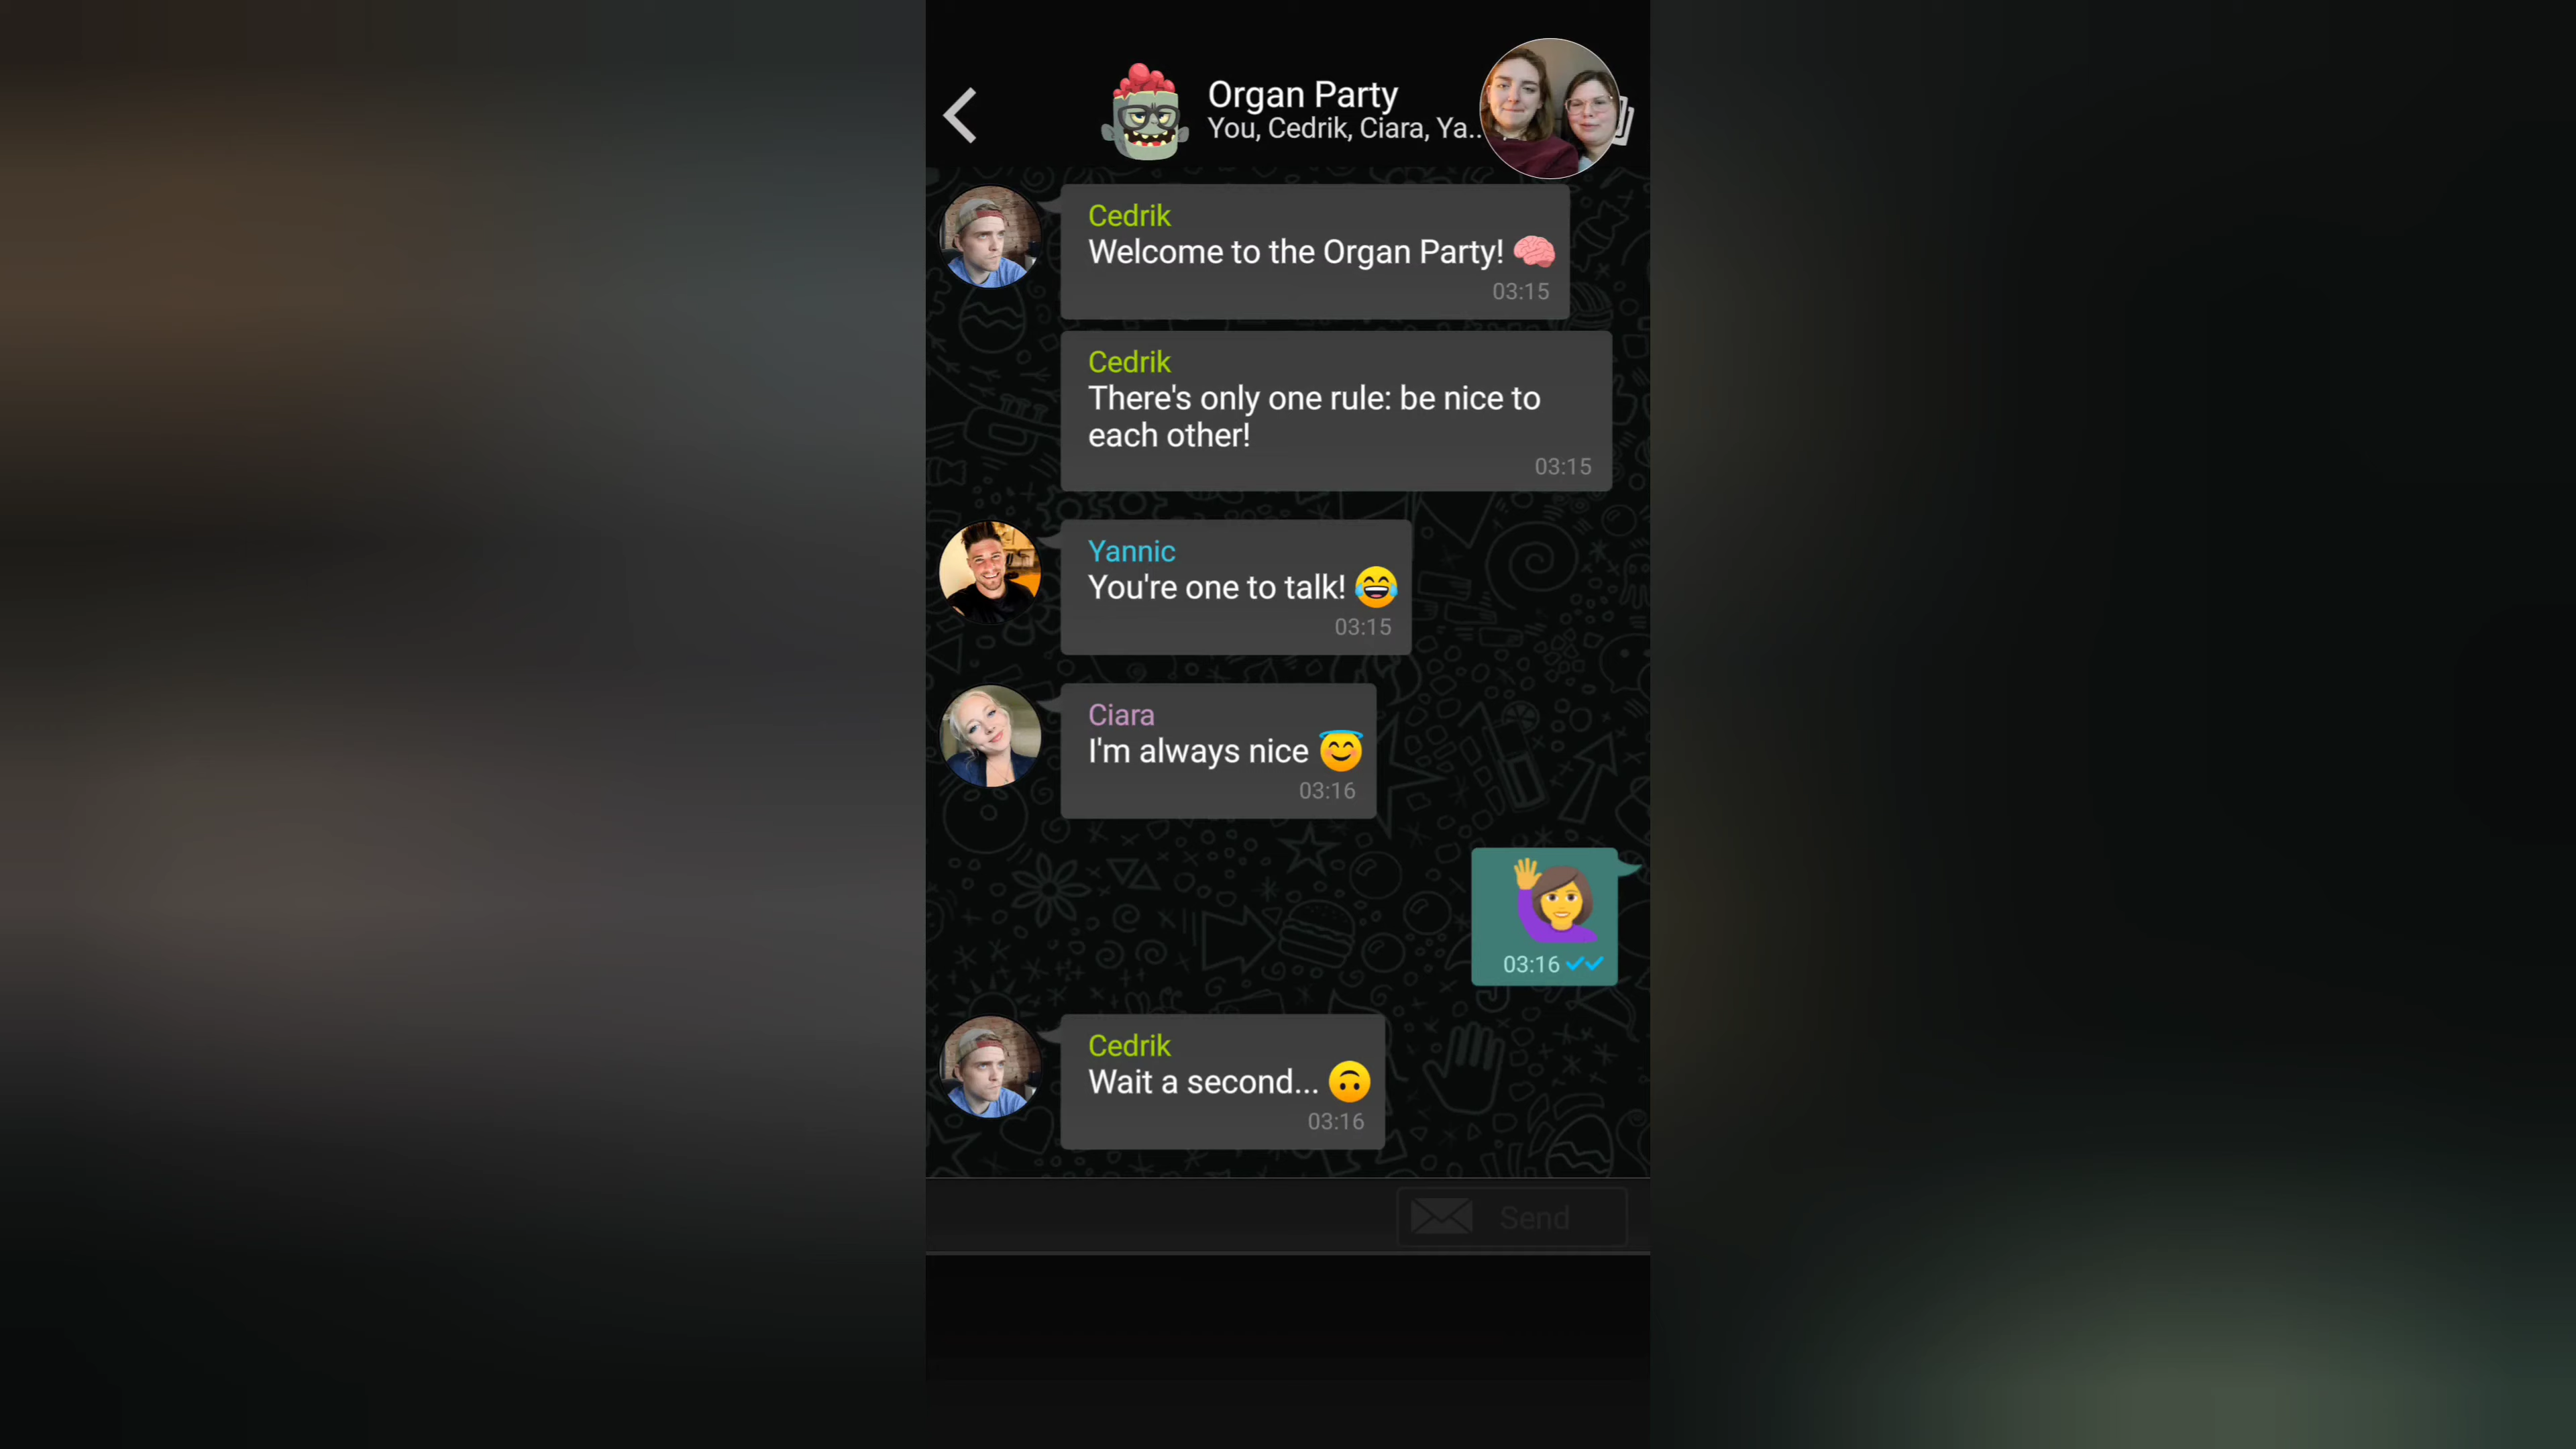 Organ Party
You, Cedrik, Ciara, Ya..
Cedrik
Welcome to the Organ Party!
03:15
Cedrik
There's only one rule: be nice to
each other!
03:15
Yannic
You're one to talk!
03:15
Ciara
I'm always nice
03:16
03:16
Cedrik
Wait a second...
03:16
Send